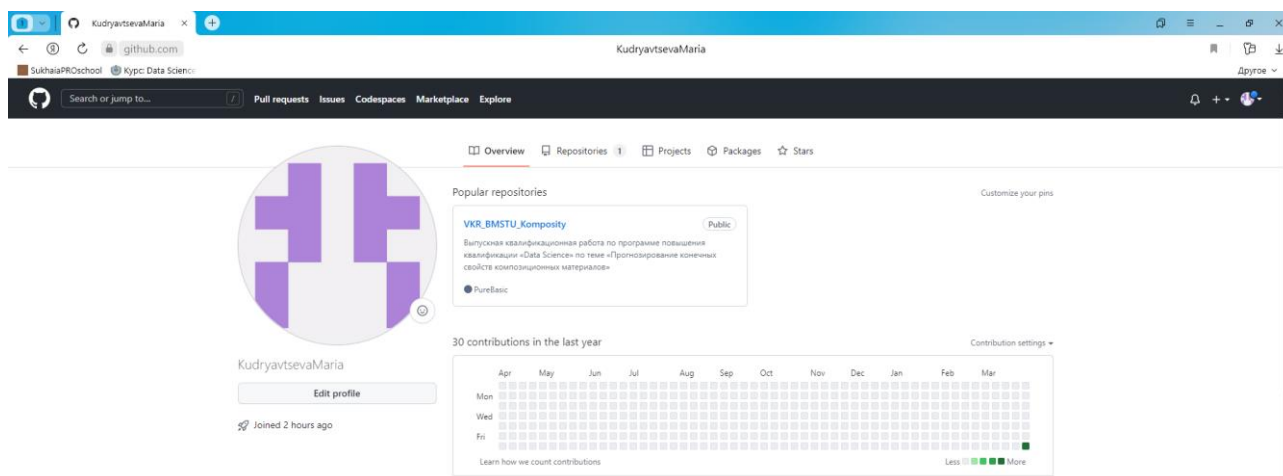 KudryavtsevaMaria
github.com
KudryavtsevaMaria
SukhaiaPROschool Курс: Data Science
Другое
Search or jump to... / Pull requests Issues Codespaces Marketplace Explore
Overview Repositories 1 Projects Packages Stars
Popular repositories Customize your pins
VKR_BMSTU_Komposity Public
Выпускная квалификационная работа по программе повышения
квалификации «Data Science» по теме «Прогнозирование конечных
свойств композиционных материалов»
PureBasic
30 contributions in the last year Contribution settings
KudryavtsevaMaria
Edit profile
Joined 2 hours ago
Apr May Jun Jul Aug Sep Oct Nov Dec Jan Feb Mar
Mon
Wed
Fri
Learn how we count contributions Less More